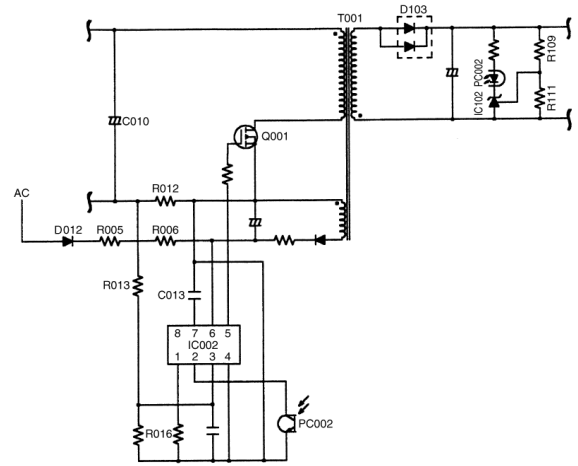 T001
D103
R109
PC002
IC102
R111
C010
Q001
AC
R012
D012
R005
R006
R013
C013
8 7 6 5
IC002
1 2 3 4
R016
PC002